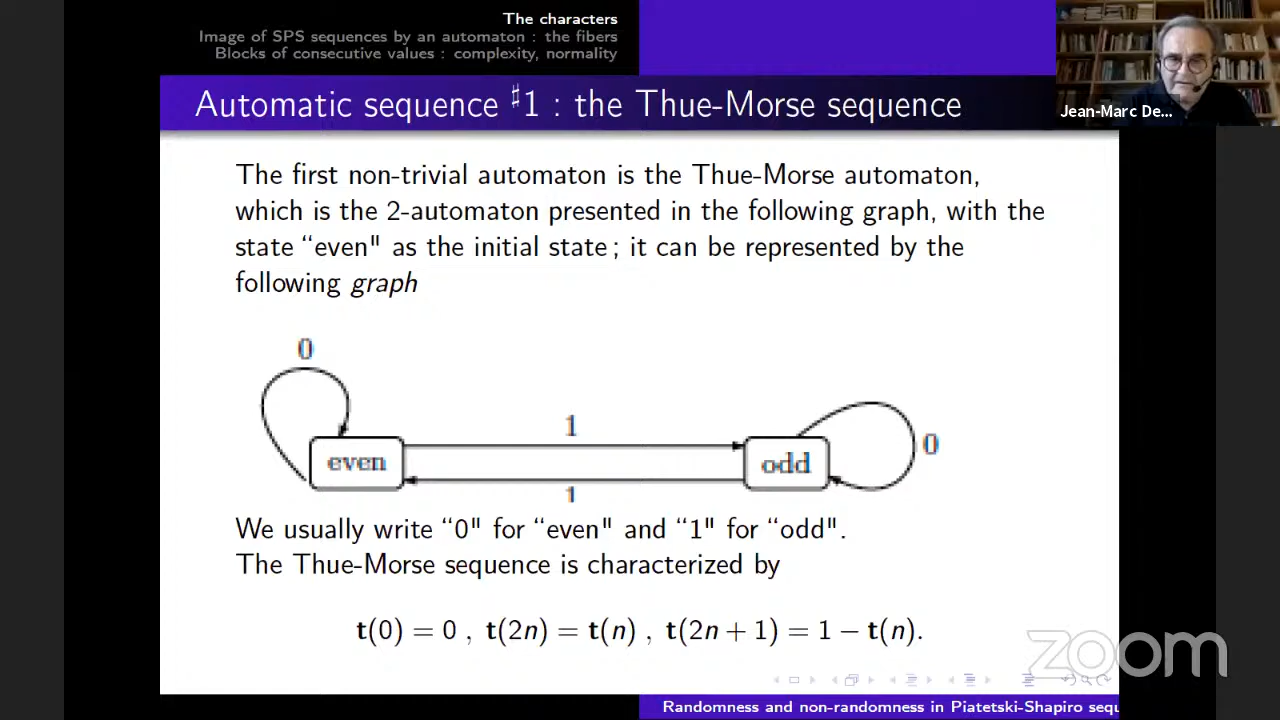 The characters
Image of SPS sequences by an automaton : the fibers
Blocks of consecutive values : complexity, normality
Automatic sequence ♯1 : the Thue-Morse sequence
Jean-Marc De...
The first non-trivial automaton is the Thue-Morse automaton,
which is the 2-automaton presented in the following graph, with the
state “even" as the initial state ; it can be represented by the
following graph
0
1
even
odd
0
1
We usually write “0" for “even" and “1" for “odd".
The Thue-Morse sequence is characterized by
t(0) = 0 , t(2n) = t(n) , t(2n + 1) = 1 − t(n).
zoom
Randomness and non-randomness in Piatetski-Shapiro sequ